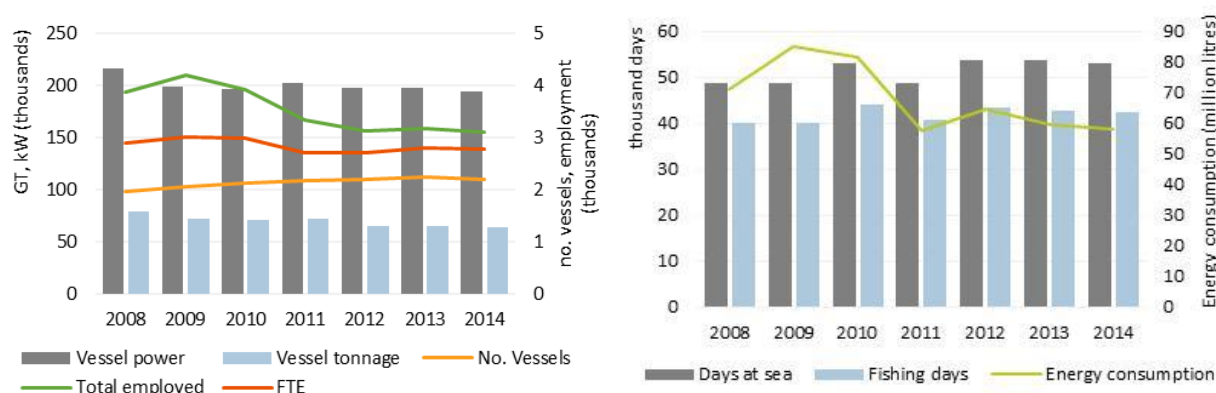 GT, kW (thousands)
250
200
150
100
50
0
5
4
3
2
1
0
no. vessels, employment
(thousands)
2008 2009 2010 2011 2012 2013 2014
Vessel power Vessel tonnage No. Vessels
Total employed FTE
thousand days
60
50
40
30
20
10
0
90
80
70
60
50
40
30
20
10
0
Energy consumption (million litres)
2008 2009 2010 2011 2012 2013 2014
Days at sea Fishing days Energy consumption